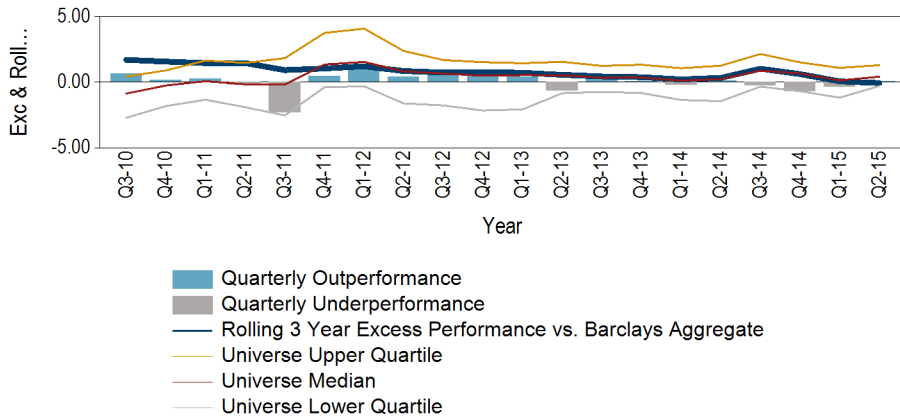 5.00
0.00
-5.00
Exc & Roll...
Q3-10
Q4-10
Q1-11
Q2-11
Q3-11
Q4-11
Q1-12
Q2-12
Q3-12
Q4-12
Q1-13
Q2-13
Q3-13
Q4-13
Q1-14
Q2-14
Q3-14
Q4-14
Q1-15
Q2-15
Year
Quarterly Outperformance
Quarterly Underperformance
Rolling 3 Year Excess Performance vs. Barclays Aggregate
Universe Upper Quartile
Universe Median
Universe Lower Quartile